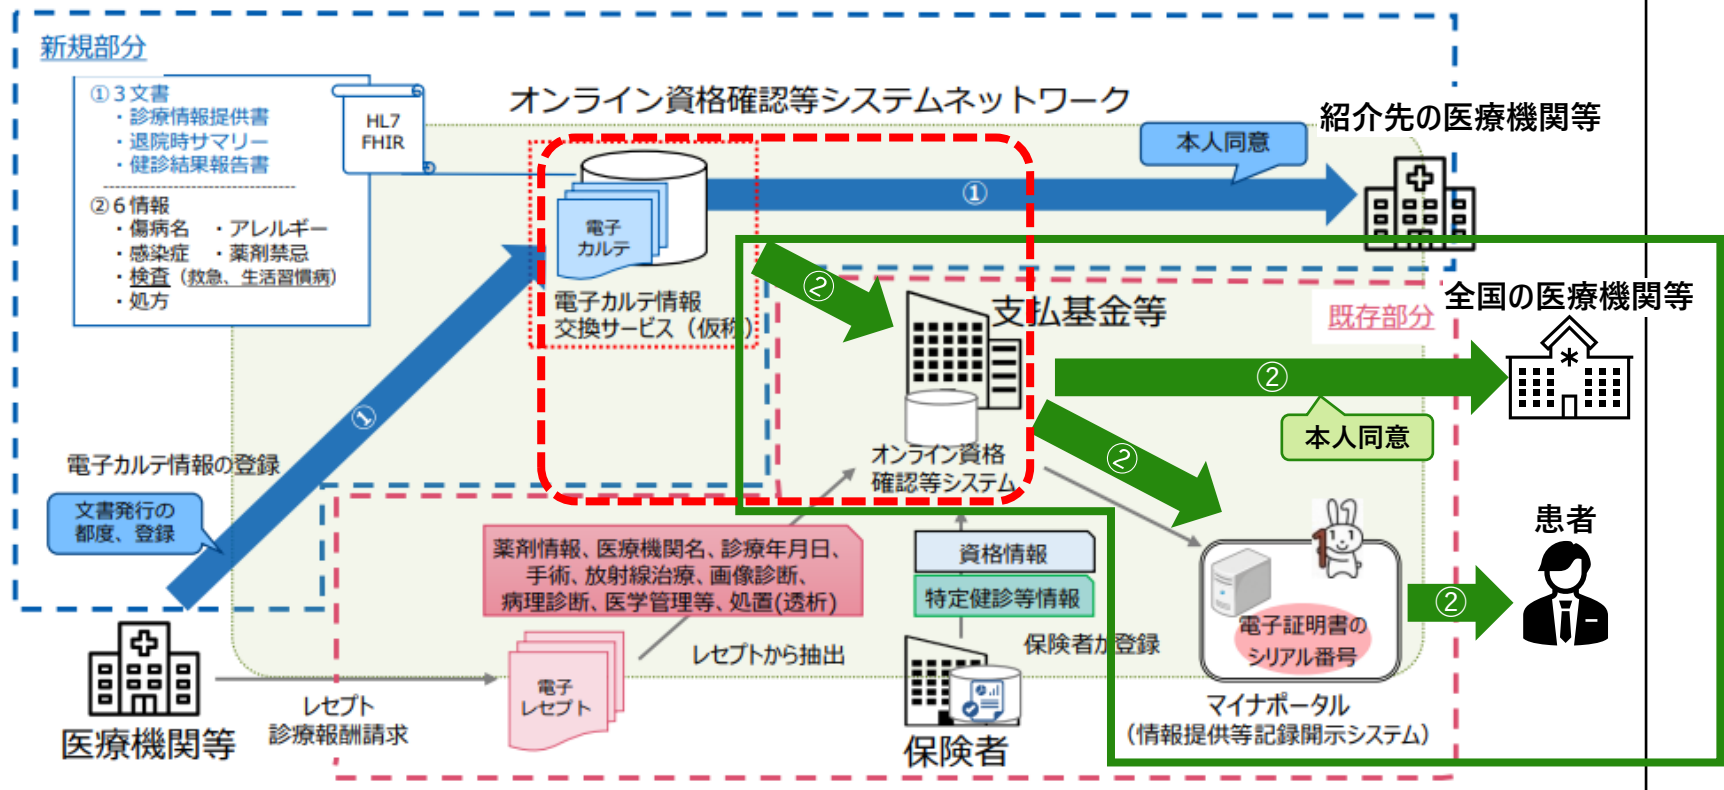 新規部分
①3文書
・診療情報提供書
・退院時サマリー
・健診結果報告書
②6情報
・傷病名 ・アレルギー
・感染症 ・薬剤禁忌
・検査(救急、生活習慣病)
・処方
HL7
FHIR
オンライン資格確認等システムネットワーク
本人同意
紹介先の医療機関等
①
電子
カルテ
電子カルテ情報
交換サービス(仮称)
②
支払基金等
既存部分
全国の医療機関等
②
本人同意
①
電子カルテ情報の登録
文書発行の
都度、登録
オンライン資格
確認等システム
②
患者
薬剤情報、医療機関名、診療年月日、
手術、放射線治療、画像診断、
病理診断、医学管理等、処置(透析)
資格情報
特定健診等情報
②
電子証明書の
シリアル番号
レセプトから抽出
保険者が登録
電子
レセプト
レセプト
診療報酬請求
医療機関等
保険者
マイナポータル
(情報提供等記録開示システム)